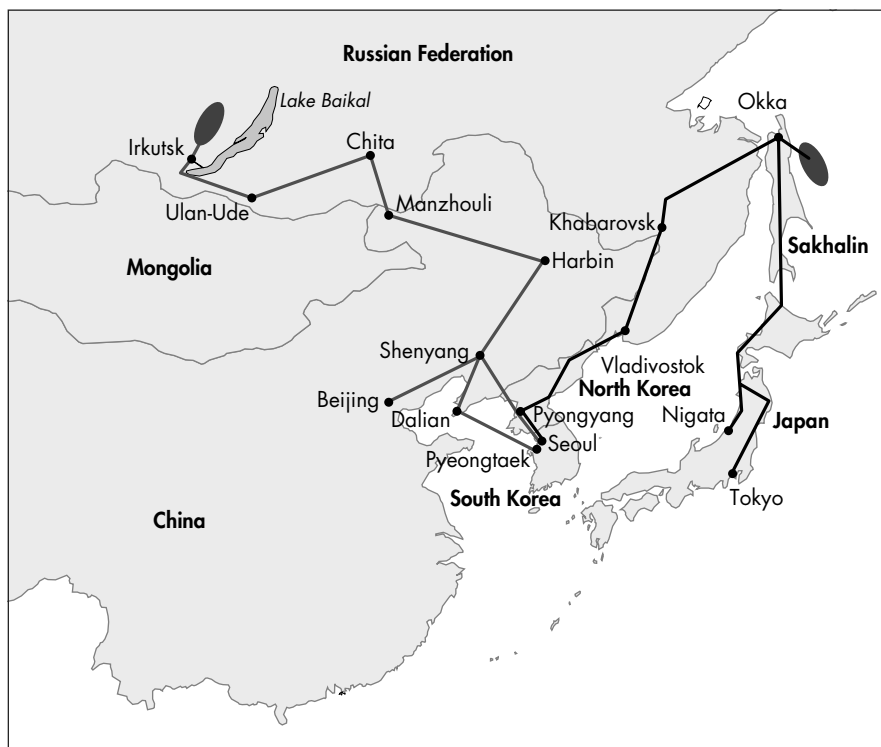 Russian Federation
Lake Baikal
Okka
Irkutsk
Chita
Ulan-Ude
Manzhouli
Khabarovsk
Sakhalin
Mongolia
Harbin
Shenyang
Vladivostok
North Korea
Beijing
Dalian
Pyongyang
Nigata
Japan
Seoul
Pyeongtaek
South Korea
Tokyo
China